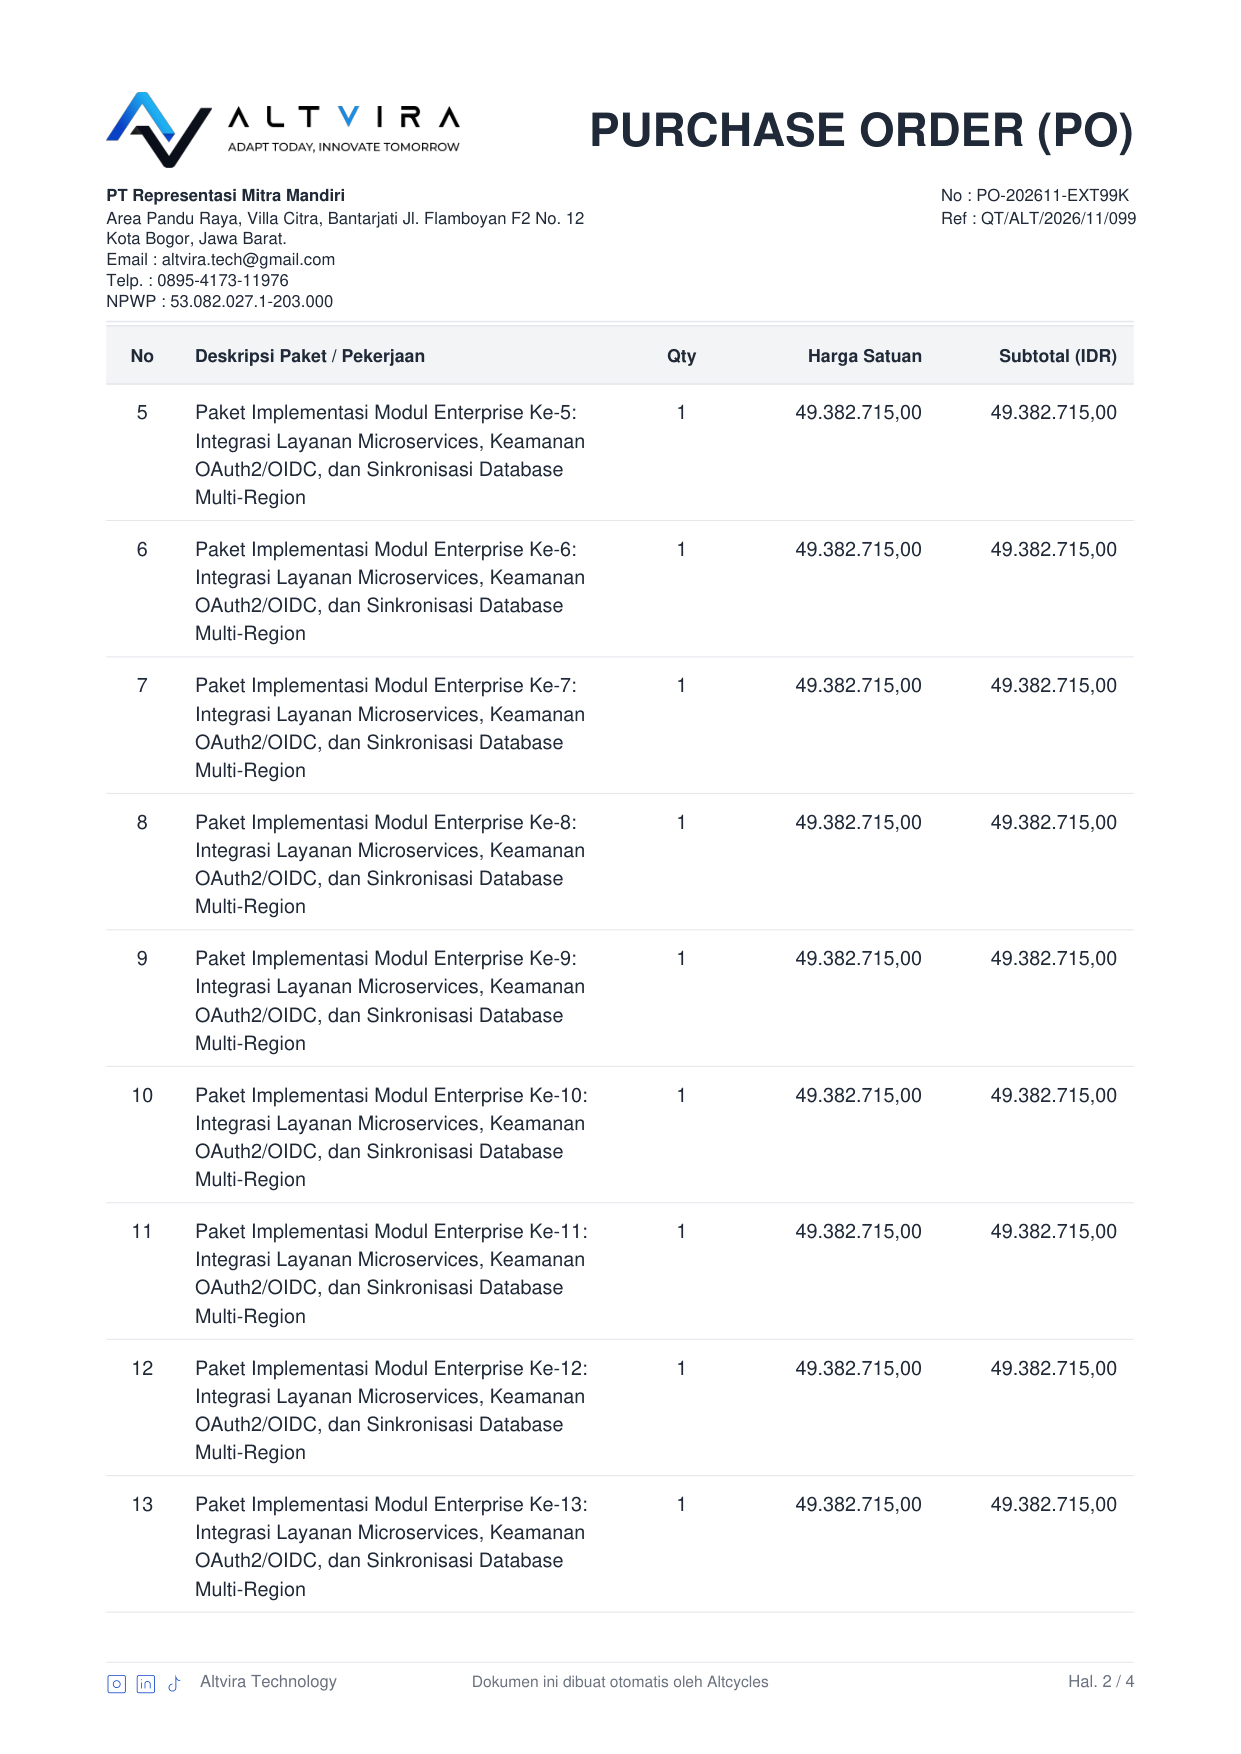 ALTVIRA
ADAPT TODAY, INNOVATE TOMORROW
PURCHASE ORDER (PO)
PT Representasi Mitra Mandiri
Area Pandu Raya, Villa Citra, Bantarjati Jl. Flamboyan F2 No. 12
Kota Bogor, Jawa Barat.
Email : altvira.tech@gmail.com
Telp. : 0895-4173-11976
NPWP : 53.082.027.1-203.000
No : PO-202611-EXT99K
Ref : QT/ALT/2026/11/099
No Deskripsi Paket / Pekerjaan Qty Harga Satuan Subtotal (IDR)
5 Paket Implementasi Modul Enterprise Ke-5: 1 49.382.715,00 49.382.715,00
Integrasi Layanan Microservices, Keamanan
OAuth2/OIDC, dan Sinkronisasi Database
Multi-Region
6 Paket Implementasi Modul Enterprise Ke-6: 1 49.382.715,00 49.382.715,00
Integrasi Layanan Microservices, Keamanan
OAuth2/OIDC, dan Sinkronisasi Database
Multi-Region
7 Paket Implementasi Modul Enterprise Ke-7: 1 49.382.715,00 49.382.715,00
Integrasi Layanan Microservices, Keamanan
OAuth2/OIDC, dan Sinkronisasi Database
Multi-Region
8 Paket Implementasi Modul Enterprise Ke-8: 1 49.382.715,00 49.382.715,00
Integrasi Layanan Microservices, Keamanan
OAuth2/OIDC, dan Sinkronisasi Database
Multi-Region
9 Paket Implementasi Modul Enterprise Ke-9: 1 49.382.715,00 49.382.715,00
Integrasi Layanan Microservices, Keamanan
OAuth2/OIDC, dan Sinkronisasi Database
Multi-Region
10 Paket Implementasi Modul Enterprise Ke-10: 1 49.382.715,00 49.382.715,00
Integrasi Layanan Microservices, Keamanan
OAuth2/OIDC, dan Sinkronisasi Database
Multi-Region
11 Paket Implementasi Modul Enterprise Ke-11: 1 49.382.715,00 49.382.715,00
Integrasi Layanan Microservices, Keamanan
OAuth2/OIDC, dan Sinkronisasi Database
Multi-Region
12 Paket Implementasi Modul Enterprise Ke-12: 1 49.382.715,00 49.382.715,00
Integrasi Layanan Microservices, Keamanan
OAuth2/OIDC, dan Sinkronisasi Database
Multi-Region
13 Paket Implementasi Modul Enterprise Ke-13: 1 49.382.715,00 49.382.715,00
Integrasi Layanan Microservices, Keamanan
OAuth2/OIDC, dan Sinkronisasi Database
Multi-Region
in Altvira Technology Dokumen ini dibuat otomatis oleh Altcycles Hal. 2 / 4